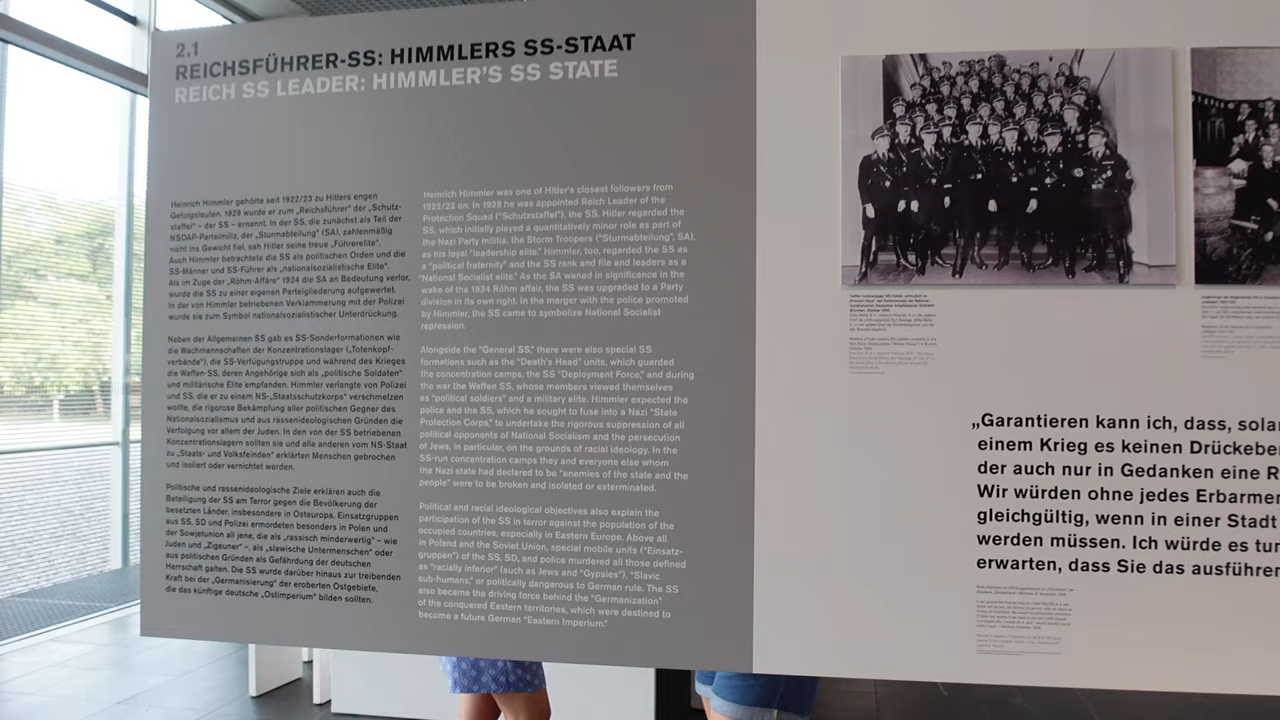 2.1
REICHSFÜHRER-SS: HIMMLERS SS-STAAT
REICH SS LEADER: HIMMLER'S SS STATE
Heinrich Himmler gehörte seit 1922/23 zu Hitlers engen
Gefolgsleuten. 1929 wurde er zum „Reichsführer" der „Schutz-
staffel" – der SS – ernannt. In der SS, die zunächst als Teil der
NSDAP-Parteimiliz, der „Sturmabteilung" (SA), zahlenmäßig
nicht ins Gewicht fiel, sah Hitler seine treue „Führerelite".
Auch Himmler betrachtete die SS als politischen Orden und die
SS-Männer und SS-Führer als „nationalsozialistische Elite".
Als im Zuge der „Röhm-Affäre" 1934 die SA an Bedeutung verlor,
wurde die SS zu einer eigenen Parteigliederung aufgewertet.
In der von Himmler betriebenen Verklammerung mit der Polizei
wurde sie zum Symbol nationalsozialistischer Unterdrückung.
Neben der Allgemeinen SS gab es SS-Sonderformationen wie
die Wachmannschaften der Konzentrationslager („Totenkopf-
verbände"), die SS-Verfügungstruppe und während des Krieges
die Waffen-SS, deren Angehörige sich als „politische Soldaten"
und militärische Elite empfanden. Himmler verlangte von Polizei
und SS, die er zu einem NS-„Staatsschutzkorps" verschmelzen
wollte, die rigorose Bekämpfung aller politischen Gegner des
Nationalsozialismus und aus rassenideologischen Gründen die
Verfolgung vor allem der Juden. In den von der SS betriebenen
Konzentrationslagern sollten sie und alle anderen vom NS-Staat
zu „Staats- und Volksfeinden" erklärten Menschen gebrochen
und isoliert oder vernichtet werden.
Politische und rassenideologische Ziele erklären auch die
Beteiligung der SS am Terror gegen die Bevölkerung der
besetzten Länder, insbesondere in Osteuropa. Einsatzgruppen
aus SS, SD und Polizei ermordeten besonders in Polen und
der Sowjetunion all jene, die als „rassisch minderwertig" – wie
Juden und „Zigeuner" –, als „slawische Untermenschen" oder
aus politischen Gründen als Gefährdung der deutschen
Herrschaft galten. Die SS wurde darüber hinaus zur treibenden
Kraft bei der „Germanisierung" der eroberten Ostgebiete,
die das künftige deutsche „Ostimperium" bilden sollten.
Heinrich Himmler was one of Hitler's closest followers from
1922/23 on. In 1929 he was appointed Reich Leader of the
Protection Squad ("Schutzstaffel"), the SS. Hitler regarded the
SS, which initially played a quantitatively minor role as part of
the Nazi Party militia, the Storm Troopers ("Sturmabteilung", SA),
as his loyal "leadership elite." Himmler, too, regarded the SS as
a "political fraternity" and the SS rank and file and leaders as a
"National Socialist elite." As the SA waned in significance in the
wake of the 1934 Röhm affair, the SS was upgraded to a Party
division in its own right. In the merger with the police promoted
by Himmler, the SS came to symbolize National Socialist
repression.
Alongside the "General SS," there were also special SS
formations such as the "Death's Head" units, which guarded
the concentration camps, the SS "Deployment Force," and during
the war the Waffen SS, whose members viewed themselves
as "political soldiers" and a military elite. Himmler expected the
police and the SS, which he sought to fuse into a Nazi "State
Protection Corps," to undertake the rigorous suppression of all
political opponents of National Socialism and the persecution
of Jews, in particular, on the grounds of racial ideology. In the
SS-run concentration camps they and everyone else whom
the Nazi state had declared to be "enemies of the state and the
people" were to be broken and isolated or exterminated.
Political and racial ideological objectives also explain the
participation of the SS in terror against the population of the
occupied countries, especially in Eastern Europe. Above all
in Poland and the Soviet Union, special mobile units ("Einsatz-
gruppen") of the SS, SD, and police murdered all those defined
as "racially inferior" (such as Jews and "Gypsies"), "Slavic
sub-humans," or politically dangerous to German rule. The SS
also became the driving force behind the "Germanization"
of the conquered Eastern territories, which were destined to
become a future German "Eastern Imperium."
„Garantieren kann ich, dass, solan
einem Krieg es keinen Drückebe
der auch nur in Gedanken eine R
Wir würden ohne jedes Erbarmen
gleichgültig, wenn in einer Stadt
werden müssen. Ich würde es tun
erwarten, dass Sie das ausführen